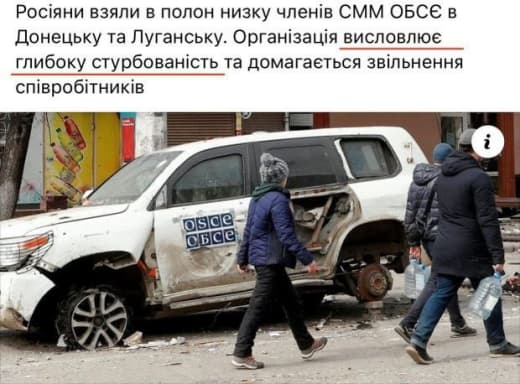 Росіяни взяли в полон низку членів СММ ОБСЄ в
Донецьку та Луганську. Організація висловлює
глибоку стурбованість та домагається звільнення
співробітників
i
OSCE
ОБСЕ